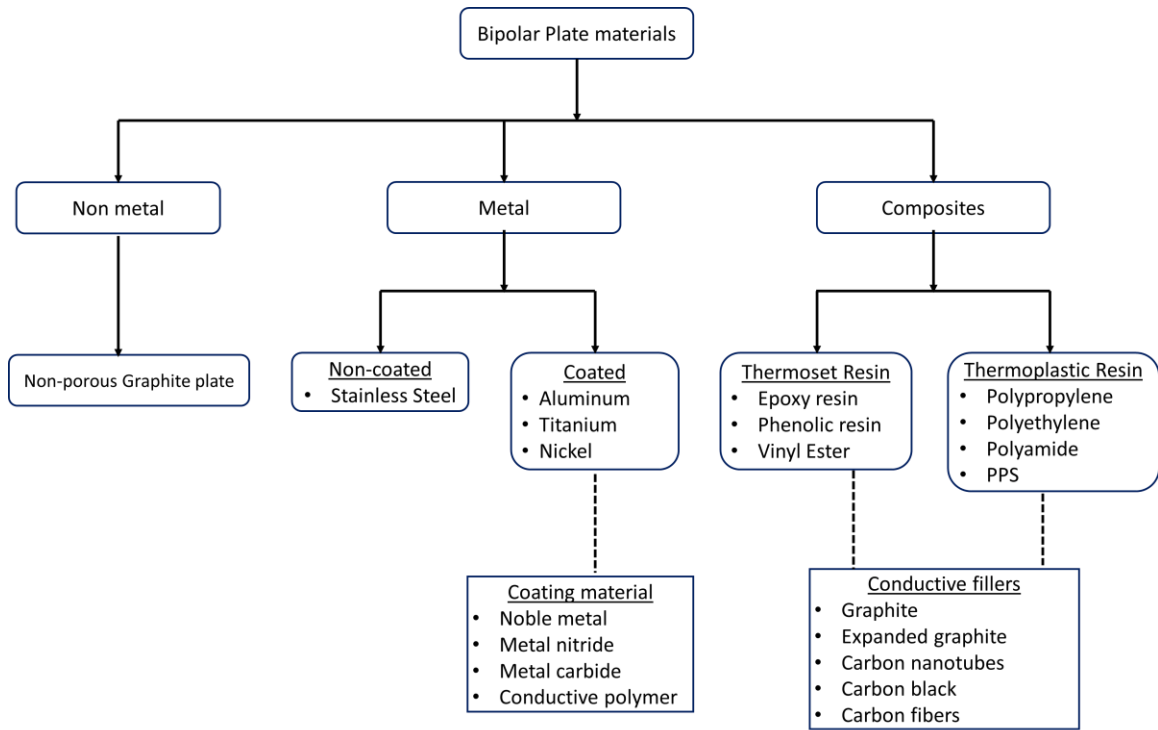 Bipolar Plate materials
Non metal
Metal
Composites
Non-porous Graphite plate
Non-coated
• Stainless Steel
Coated
• Aluminum
• Titanium
• Nickel
Thermoset Resin
• Epoxy resin
• Phenolic resin
• Vinyl Ester
Thermoplastic Resin
• Polypropylene
• Polyethylene
• Polyamide
• PPS
Coating material
• Noble metal
• Metal nitride
• Metal carbide
• Conductive polymer
Conductive fillers
• Graphite
• Expanded graphite
• Carbon nanotubes
• Carbon black
• Carbon fibers